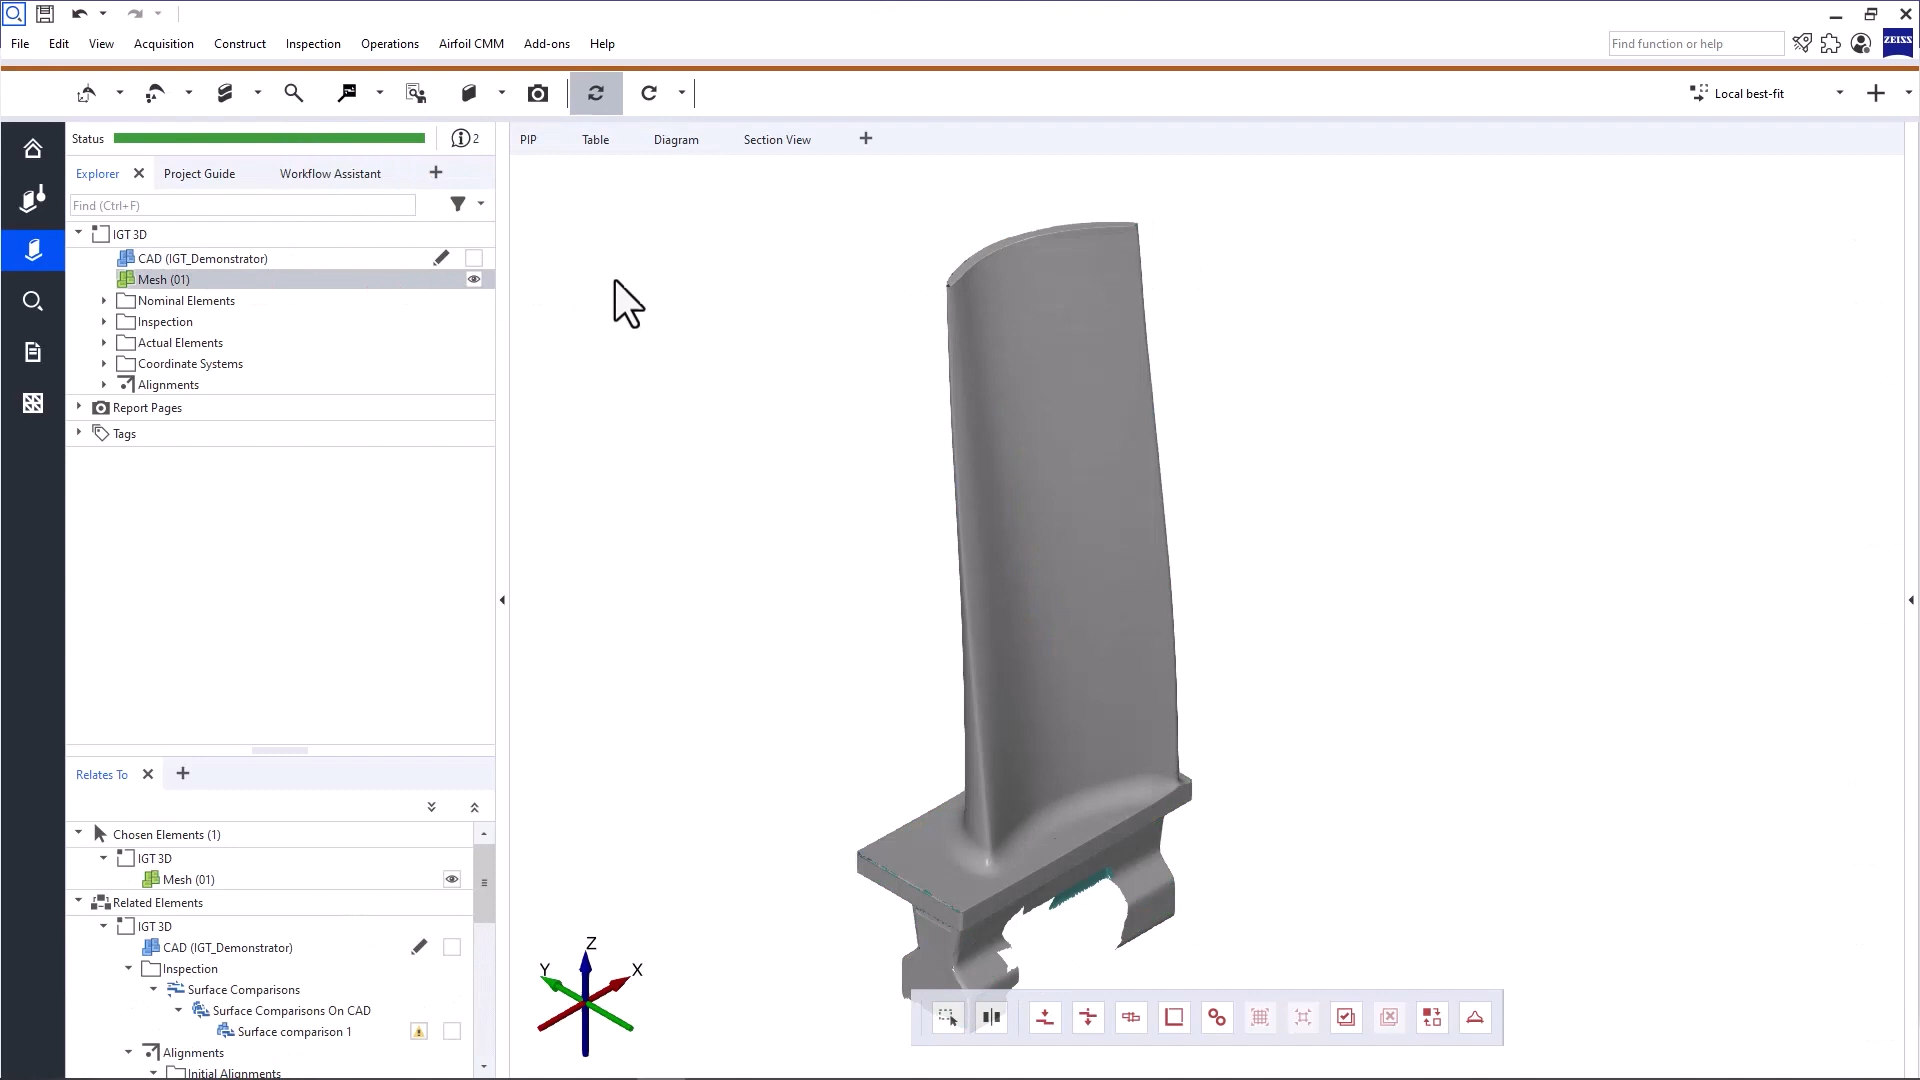 File Edit View Acquisition Construct Inspection Operations Airfoil CMM Add-ons Help
Find function or help
ZEISS
Local best-fit
Status
2
PIP Table Diagram Section View
Explorer Project Guide Workflow Assistant
Find (Ctrl+F)
IGT 3D
CAD (IGT_Demonstrator)
Mesh (01)
Nominal Elements
Inspection
Actual Elements
Coordinate Systems
Alignments
Report Pages
Tags
Relates To
Chosen Elements (1)
IGT 3D
Mesh (01)
Related Elements
IGT 3D
CAD (IGT_Demonstrator)
Inspection
Surface Comparisons
Surface Comparisons On CAD
Surface comparison 1
Alignments
Initial Alignments
Z
Y
X